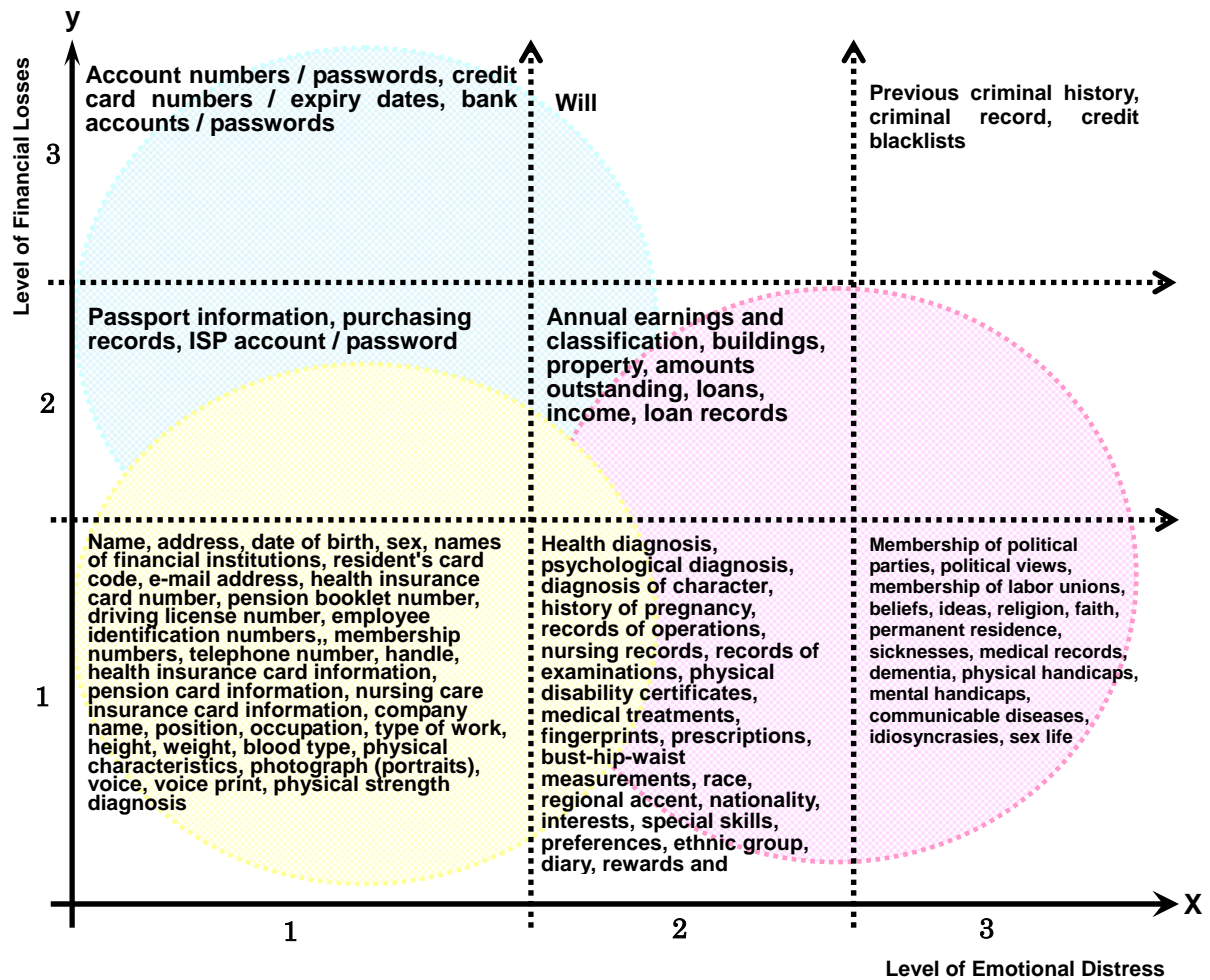 y
Level of Financial Losses
3
Account numbers / passwords, credit
card numbers / expiry dates, bank
accounts / passwords
Will
Previous criminal history,
criminal record, credit
blacklists
2
Passport information, purchasing
records, ISP account / password
Annual earnings and
classification, buildings,
property, amounts
outstanding, loans,
income, loan records
1
Name, address, date of birth, sex, names
of financial institutions, resident's card
code, e-mail address, health insurance
card number, pension booklet number,
driving license number, employee
identification numbers,, membership
numbers, telephone number, handle,
health insurance card information,
pension card information, nursing care
insurance card information, company
name, position, occupation, type of work,
height, weight, blood type, physical
characteristics, photograph (portraits),
voice, voice print, physical strength
diagnosis
Health diagnosis,
psychological diagnosis,
diagnosis of character,
history of pregnancy,
records of operations,
nursing records, records of
examinations, physical
disability certificates,
medical treatments,
fingerprints, prescriptions,
bust-hip-waist
measurements, race,
regional accent, nationality,
interests, special skills,
preferences, ethnic group,
diary, rewards and
Membership of political
parties, political views,
membership of labor unions,
beliefs, ideas, religion, faith,
permanent residence,
sicknesses, medical records,
dementia, physical handicaps,
mental handicaps,
communicable diseases,
idiosyncrasies, sex life
X
1
2
3
Level of Emotional Distress